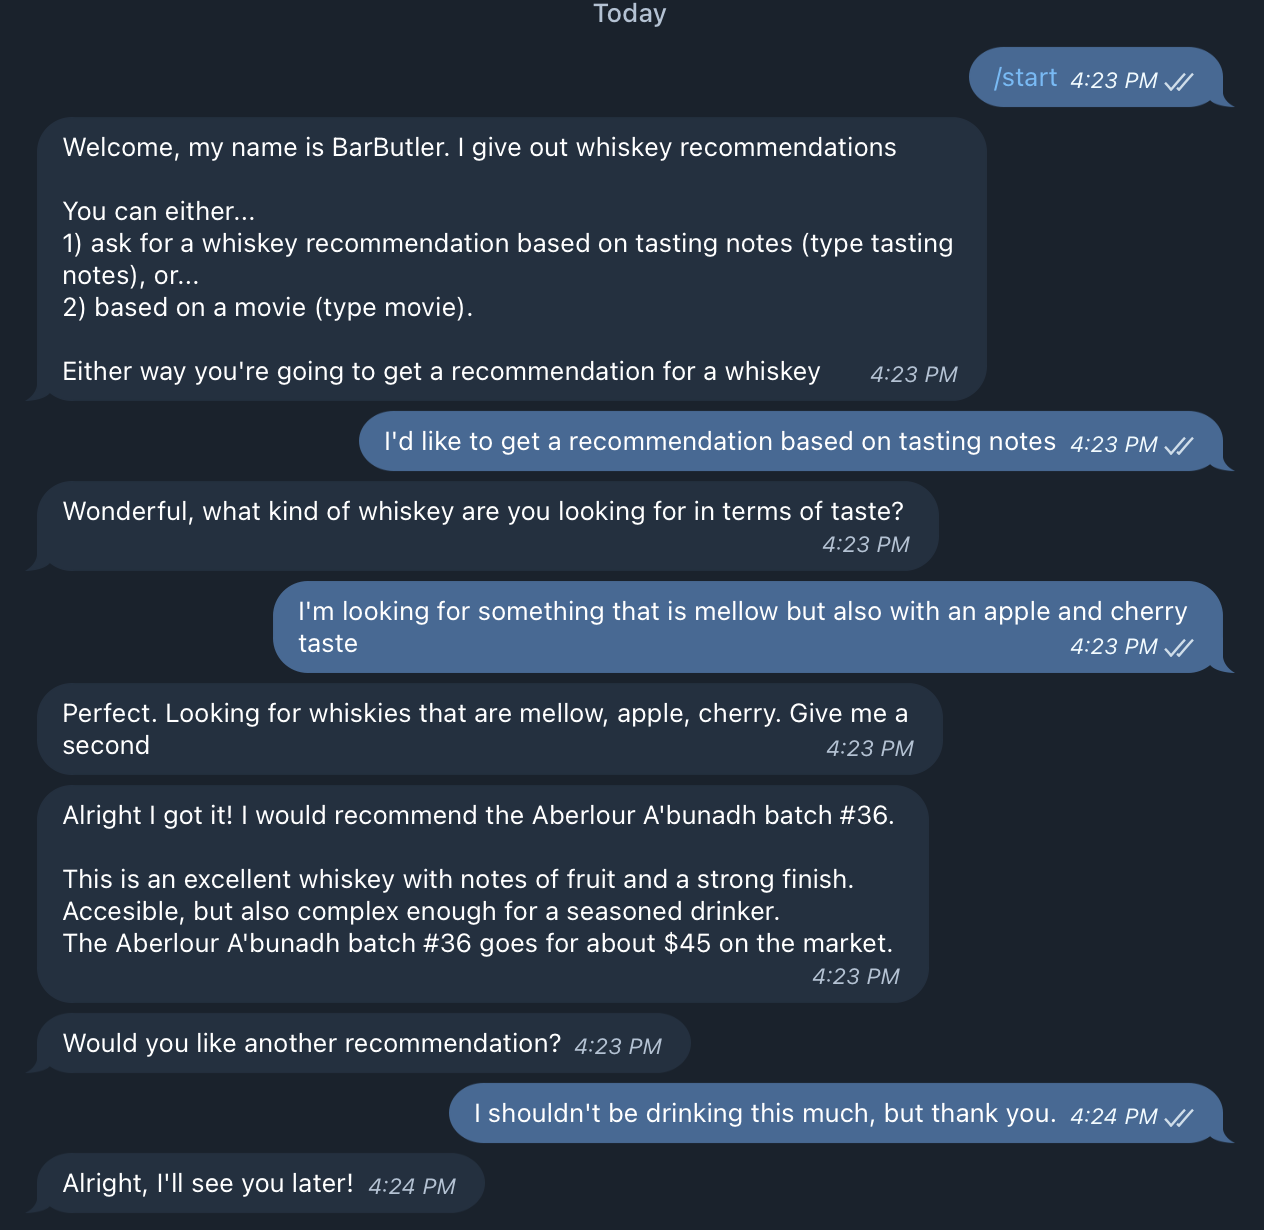 Today
/start 4:23 PM
Welcome, my name is BarButler. I give out whiskey recommendations
You can either...
1) ask for a whiskey recommendation based on tasting notes (type tasting
notes), or...
2) based on a movie (type movie).
Either way you're going to get a recommendation for a whiskey 4:23 PM
I'd like to get a recommendation based on tasting notes 4:23 PM
Wonderful, what kind of whiskey are you looking for in terms of taste?
4:23 PM
I'm looking for something that is mellow but also with an apple and cherry
taste 4:23 PM
Perfect. Looking for whiskies that are mellow, apple, cherry. Give me a
second 4:23 PM
Alright I got it! I would recommend the Aberlour A'bunadh batch #36.
This is an excellent whiskey with notes of fruit and a strong finish.
Accesible, but also complex enough for a seasoned drinker.
The Aberlour A'bunadh batch #36 goes for about $45 on the market.
4:23 PM
Would you like another recommendation? 4:23 PM
I shouldn't be drinking this much, but thank you. 4:24 PM
Alright, I'll see you later! 4:24 PM